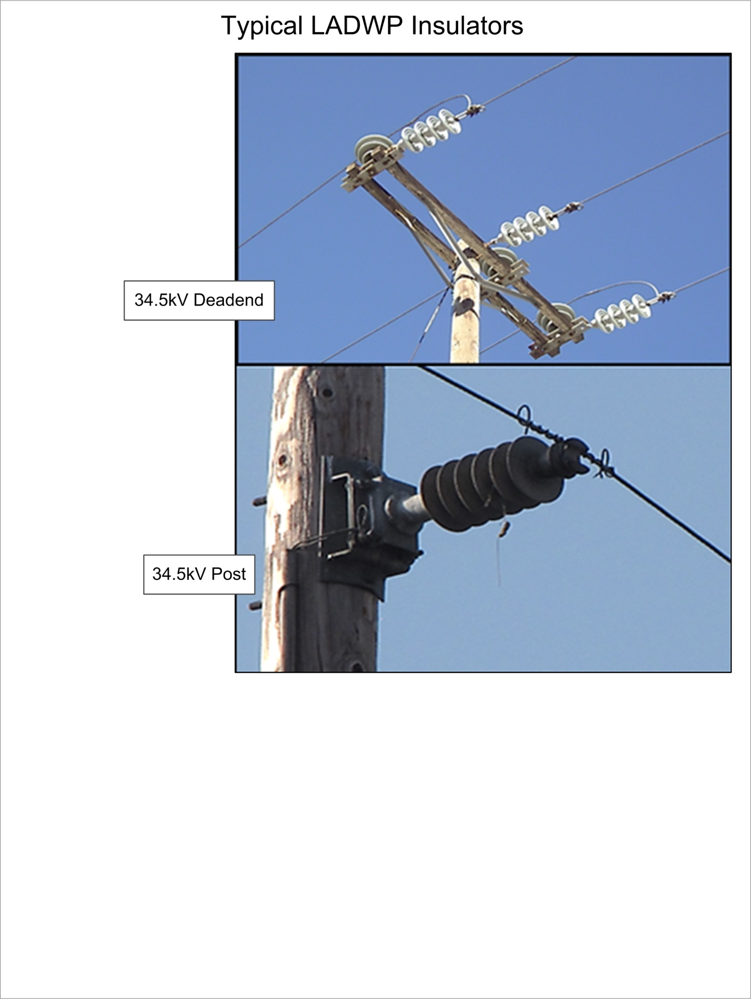 Typical LADWP Insulators
34.5kV Deadend
34.5kV Post